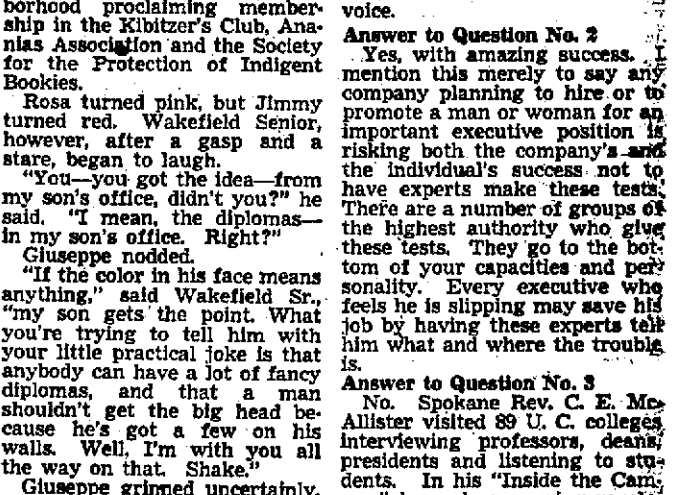 borhood proclaiming member-
ship in the Kibitzer's Club, Ana-
nias Association and the Society
for the Protection of Indigent
Bookies.
Rosa turned pink, but Jimmy
turned red. Wakefield Senior,
however, after a gasp and a
stare, began to laugh.
"You—you got the idea—from
my son's office, didn't you?" he
said. "I mean, the diplomas—
in my son's office. Right?"
Giuseppe nodded.
"If the color in his face means
anything," said Wakefield Sr.,
"my son gets the point. What
you're trying to tell him with
your little practical joke is that
anybody can have a lot of fancy
diplomas, and that a man
shouldn't get the big head be-
cause he's got a few on his
walls. Well, I'm with you all
the way on that. Shake."
Giuseppe grinned uncertainly.
voice.
Answer to Question No. 2
Yes, with amazing success. I
mention this merely to say any
company planning to hire or to
promote a man or woman for an
important executive position is
risking both the company's and
the individual's success not to
have experts make these tests.
There are a number of groups of
the highest authority who give
these tests. They go to the bot-
tom of your capacities and per-
sonality. Every executive who
feels he is slipping may save his
job by having these experts tell
him what and where the trouble
is.
Answer to Question No. 3
No. Spokane Rev. C. E. Mc-
Allister visited 89 U. C. colleges
interviewing professors, deans,
presidents and listening to stu-
dents. In his "Inside the Cam-